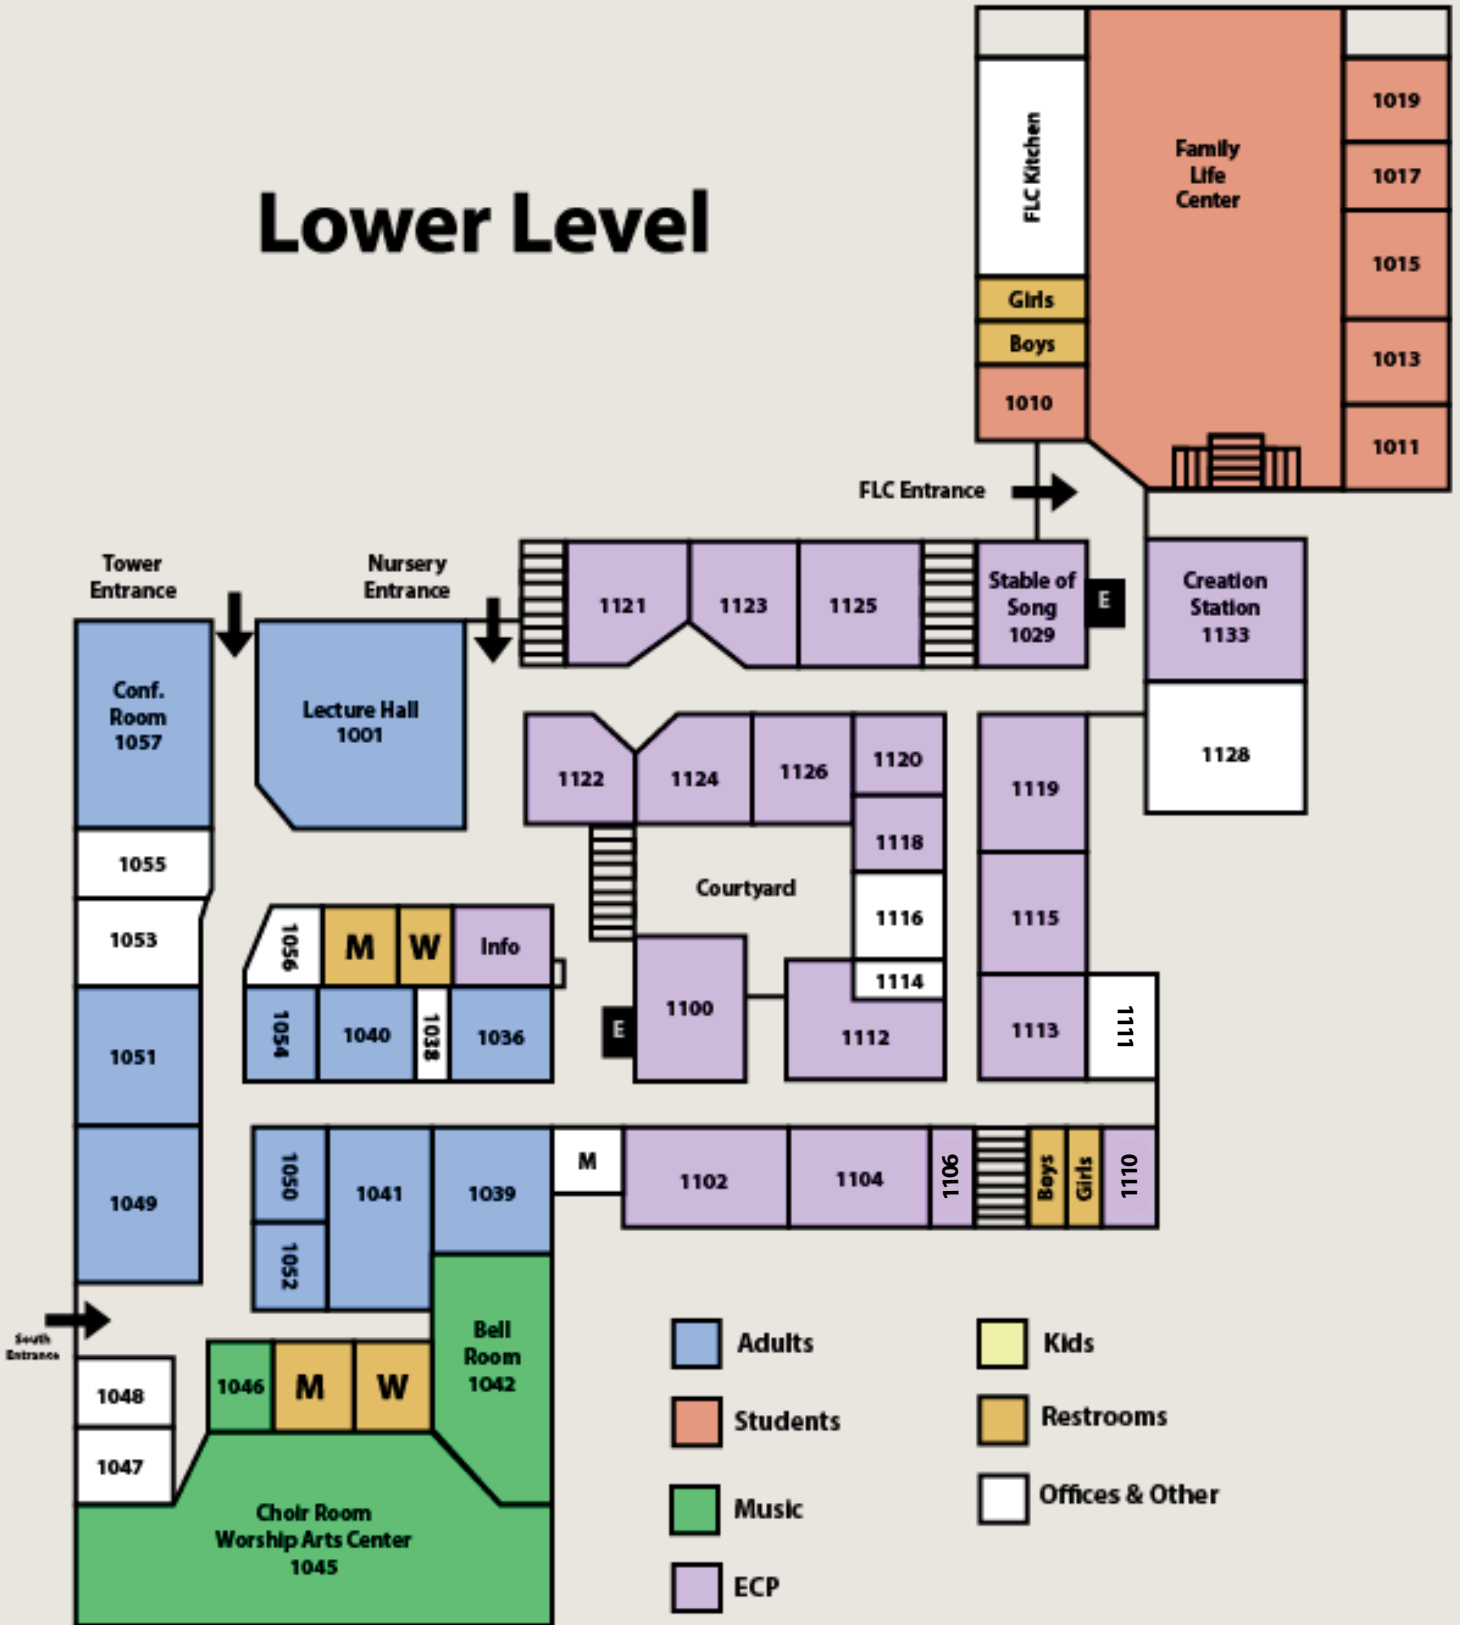 Lower Level
FLC Kitchen
Girls
Boys
1010
Family
Life
Center
1019
1017
1015
1013
1011
FLC Entrance
Tower
Entrance
Nursery
Entrance
Conf.
Room
1057
Lecture Hall
1001
1121
1123
1125
Stable of
Song
1029
E
Creation
Station
1133
1128
1122
1124
1126
1120
1118
1116
1114
1112
Courtyard
1100
E
1119
1115
1113
1111
1055
1053
1051
1049
1056
M
W
Info
1054
1040
1038
1036
1050
1052
1041
1039
M
1102
1104
1106
Boys
Girls
1110
South
Entrance
1048
1047
1046
M
W
Bell
Room
1042
Choir Room
Worship Arts Center
1045
Adults
Students
Music
ECP
Kids
Restrooms
Offices & Other